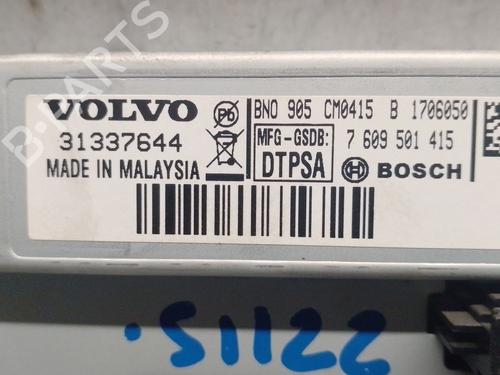 VOLVO
31337644
MADE IN MALAYSIA
Pb
BNO 905 CM0415 B 1706050
MFG-GSDB:
DTPSA
7 609 501 415
BOSCH
B-PARTS
·S1122